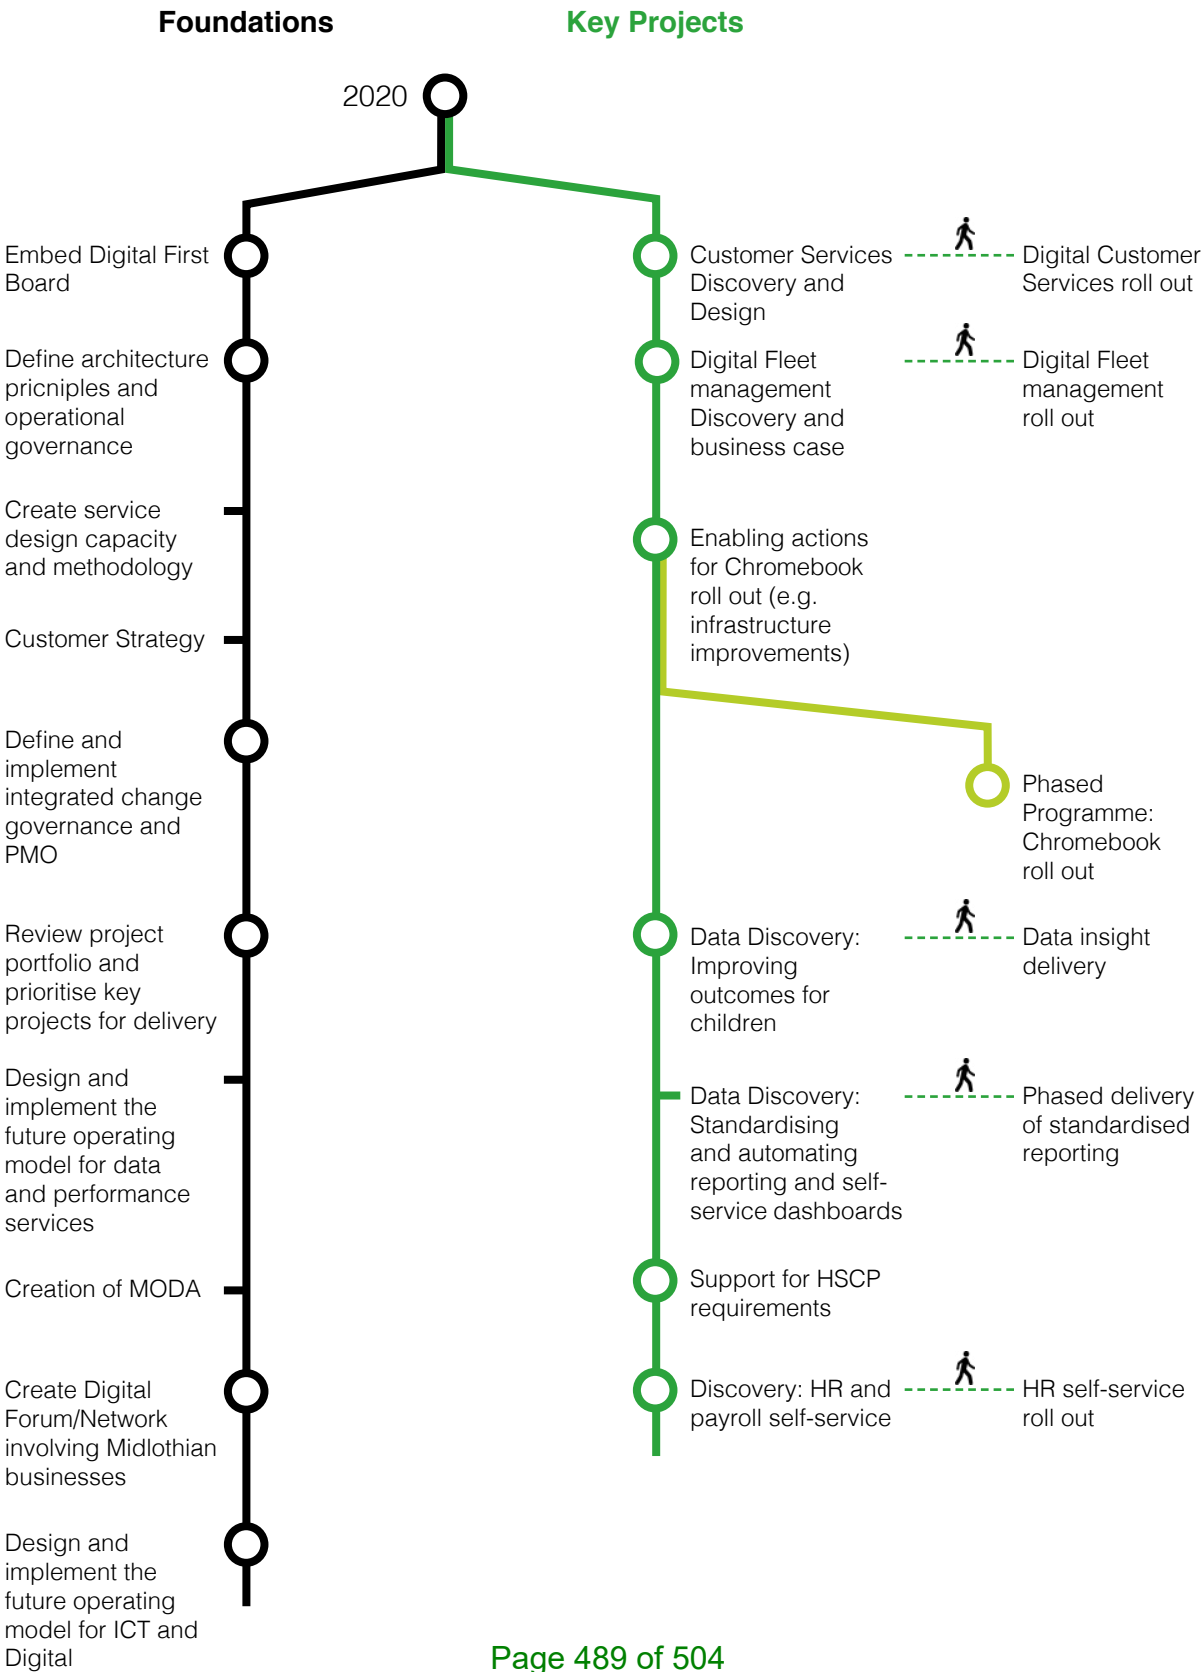 Foundations
Key Projects
2020
Embed Digital First
Board
Define architecture
pricniples and
operational
governance
Create service
design capacity
and methodology
Customer Strategy
Define and
implement
integrated change
governance and
PMO
Review project
portfolio and
prioritise key
projects for delivery
Design and
implement the
future operating
model for data
and performance
services
Creation of MODA
Create Digital
Forum/Network
involving Midlothian
businesses
Design and
implement the
future operating
model for ICT and
Digital
Customer Services
Discovery and
Design
Digital Customer
Services roll out
Digital Fleet
management
Discovery and
business case
Digital Fleet
management
roll out
Enabling actions
for Chromebook
roll out (e.g.
infrastructure
improvements)
Phased
Programme:
Chromebook
roll out
Data Discovery:
Improving
outcomes for
children
Data insight
delivery
Data Discovery:
Standardising
and automating
reporting and self-
service dashboards
Phased delivery
of standardised
reporting
Support for HSCP
requirements
Discovery: HR and
payroll self-service
HR self-service
roll out
Page 489 of 504